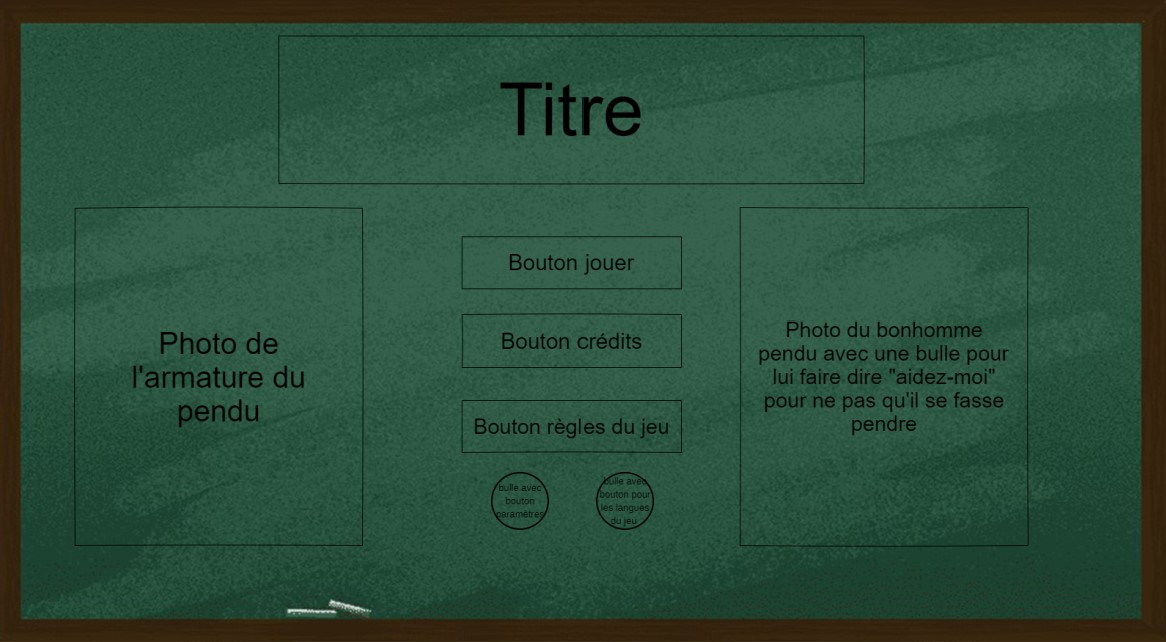 Titre
Photo de
l'armature du
pendu
Bouton jouer
Bouton crédits
Bouton règles du jeu
bulle avec
bouton
paramètres
bulle avec
bouton pour
les langues
du jeu
Photo du bonhomme
pendu avec une bulle pour
lui faire dire "aidez-moi"
pour ne pas qu'il se fasse
pendre